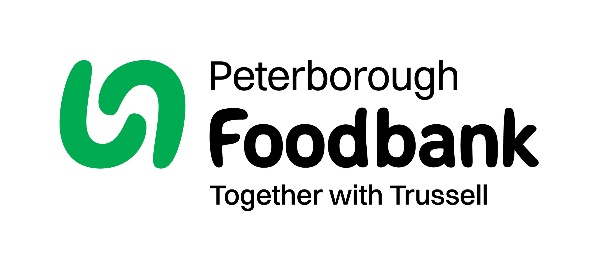 Peterborough
Foodbank
Together with Trussell